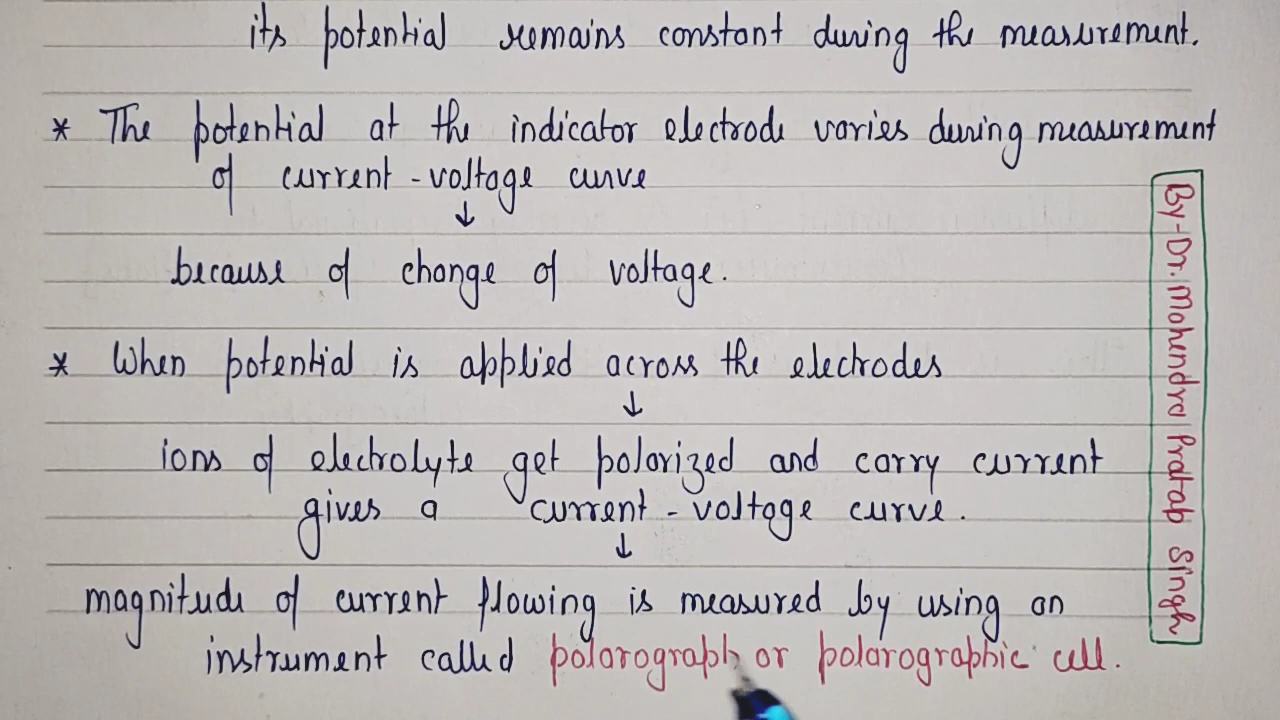 its potential remains constant during the measurement.
* The potential at the indicator electrode varies during measurement
of current - voltage curve
↓
because of change of voltage.
* When potential is applied across the electrodes
↓
ions of electrolyte get polarized and carry current
gives a current - voltage curve.
↓
magnitude of current flowing is measured by using an
instrument called polarograph or polarographic cell.
By-Dr. Mahendra Pratap Singh